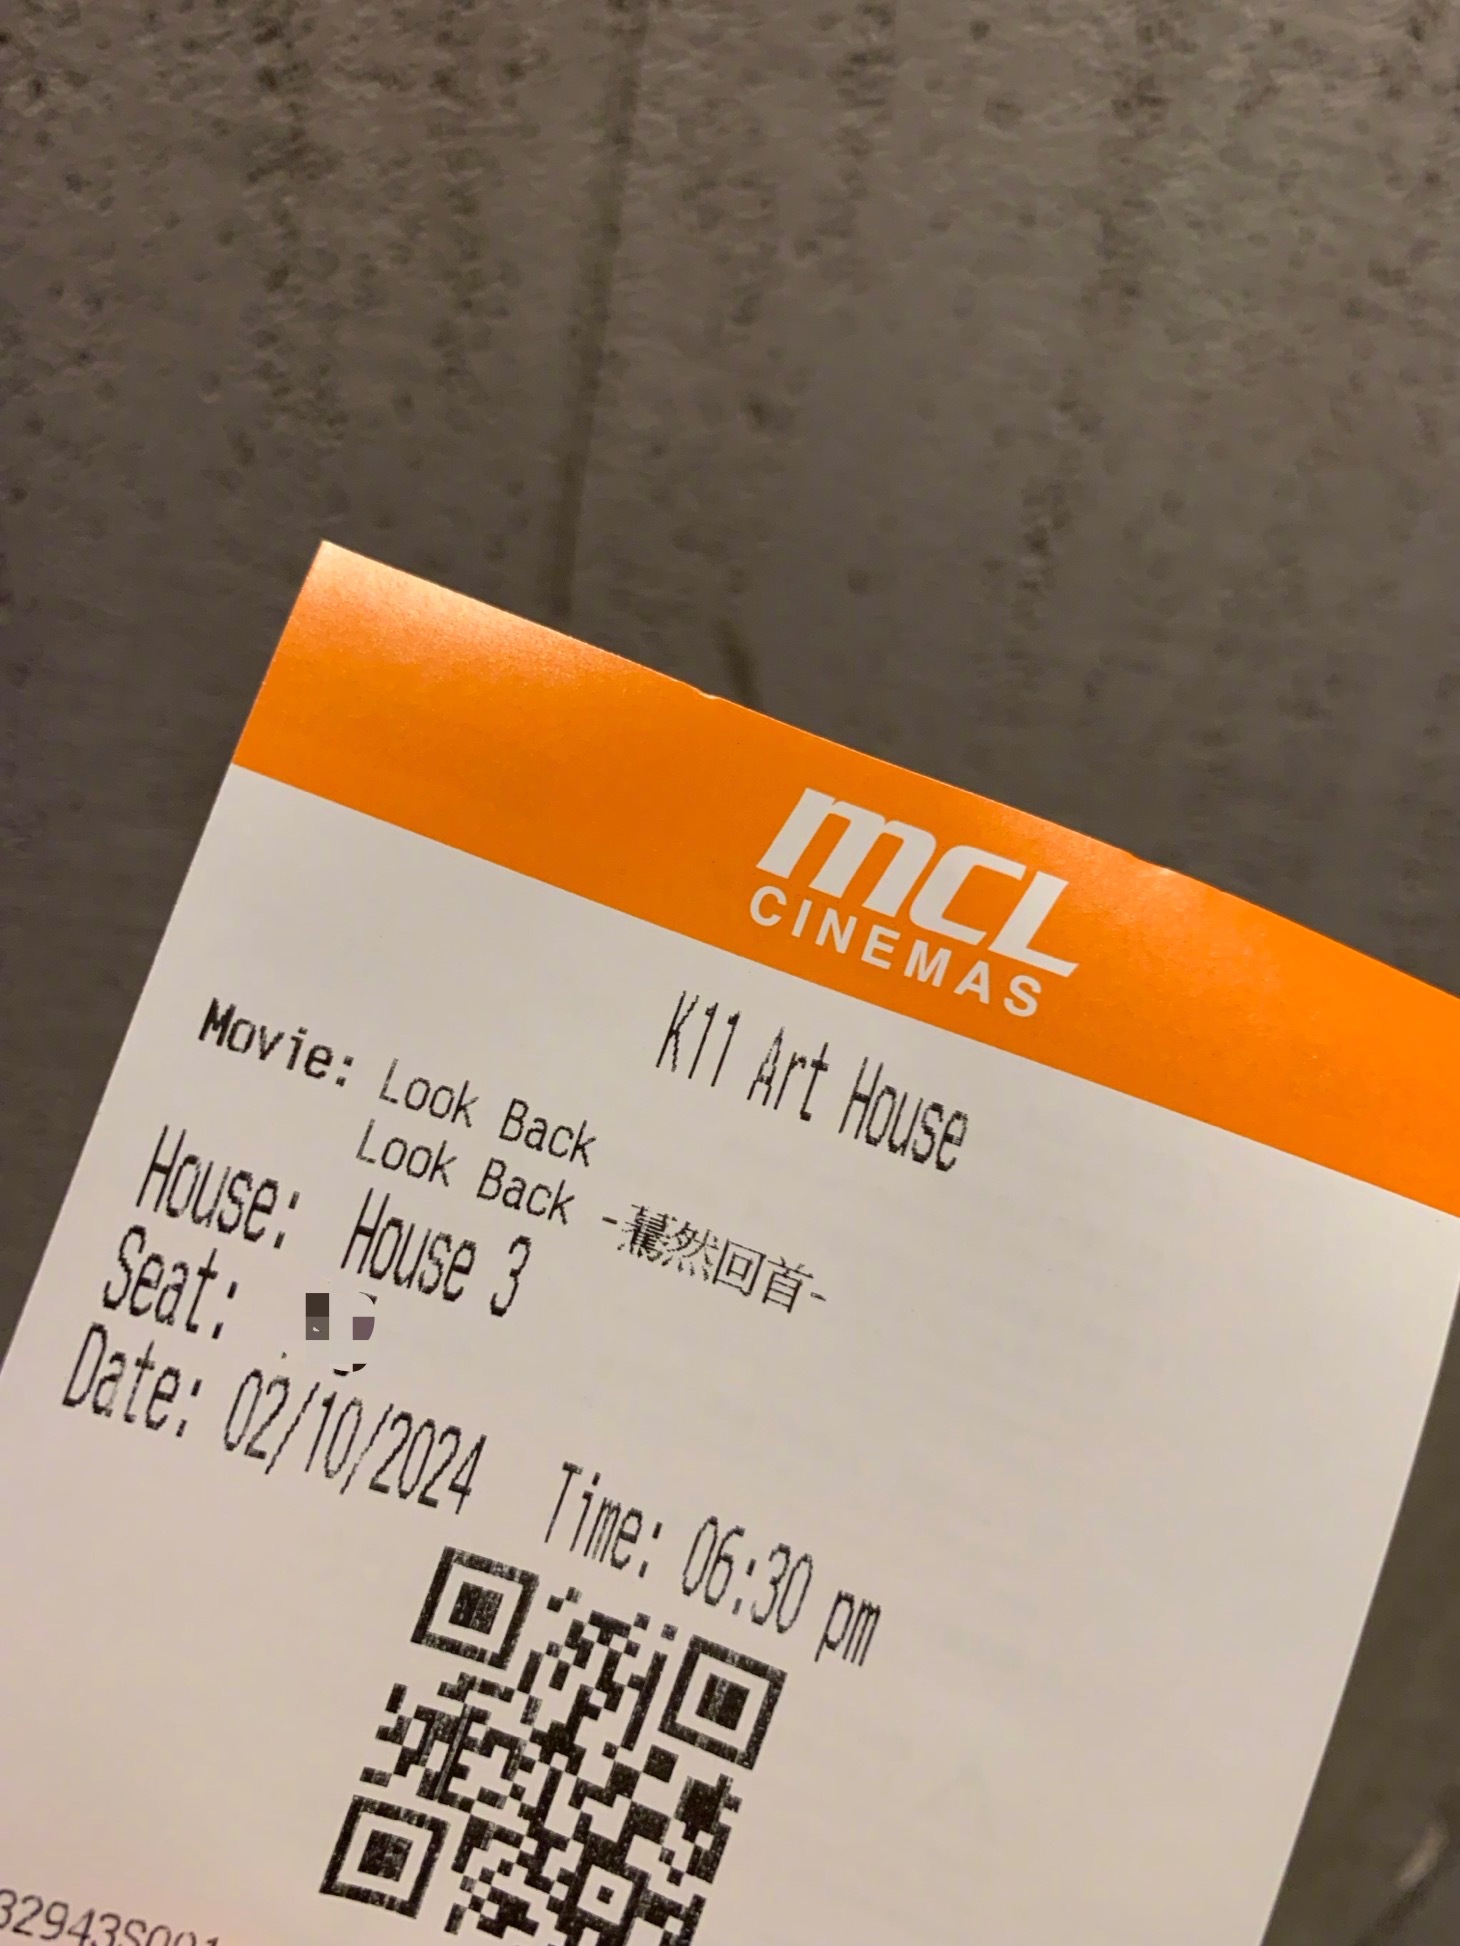 mCL
CINEMAS
K11 Art House
Movie: Look Back
Look Back -驀然回首-
House: House 3
Seat:
Date: 02/10/2024 Time: 06:30 pm